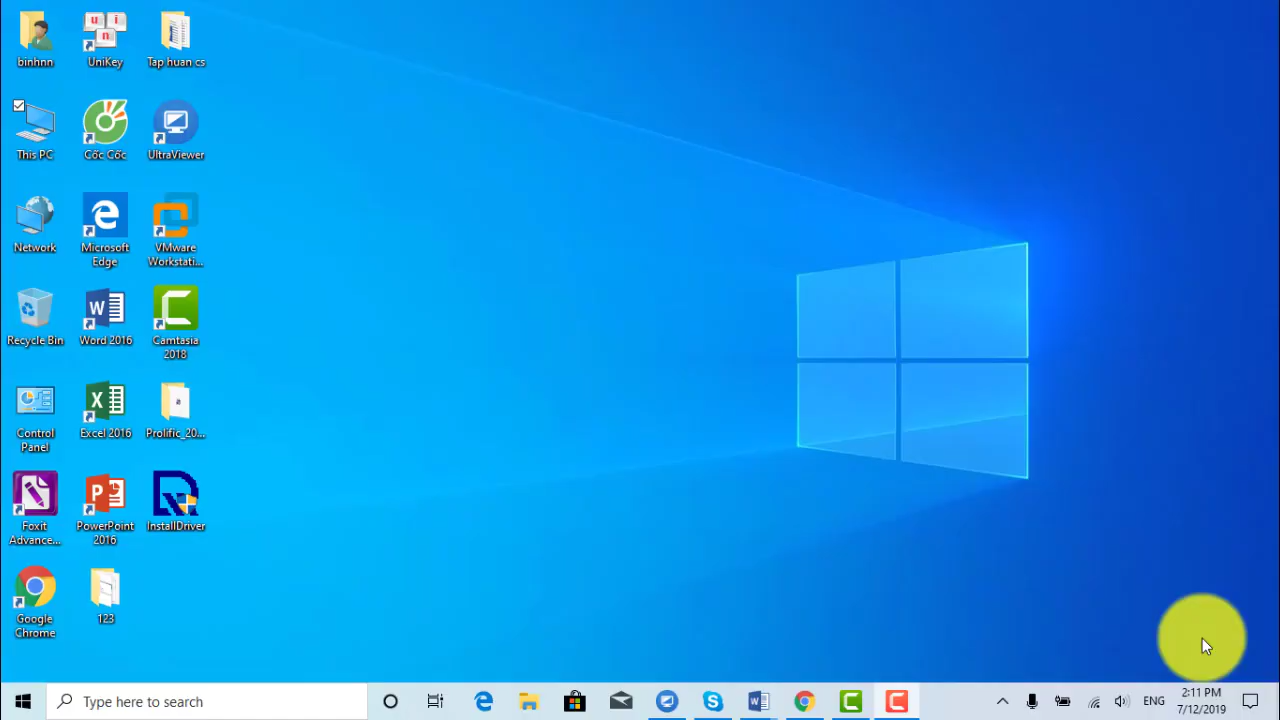 binhnn
UniKey
Tap huan cs
This PC
Cốc Cốc
UltraViewer
Network
Microsoft
Edge
VMware
Workstati...
Recycle Bin
Word 2016
Camtasia
2018
Control
Panel
Excel 2016
Prolific_20...
Foxit
Advance...
PowerPoint
2016
InstallDriver
Google
Chrome
123
Type here to search
ENG
2:11 PM
7/12/2019